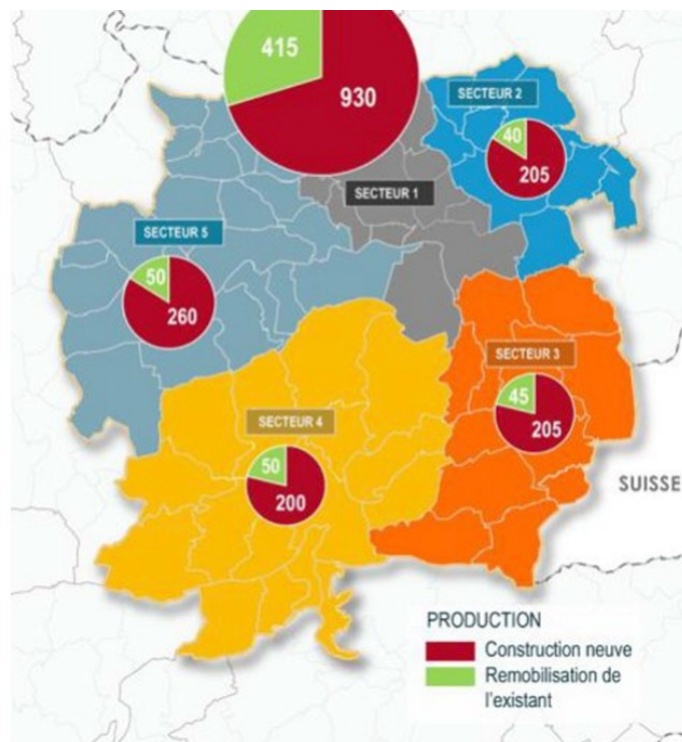 415
930
SECTEUR 2
40
205
SECTEUR 1
SECTEUR 5
50
260
SECTEUR 3
45
205
SECTEUR 4
50
200
SUISSE
PRODUCTION
Construction neuve
Remobilisation de
l'existant